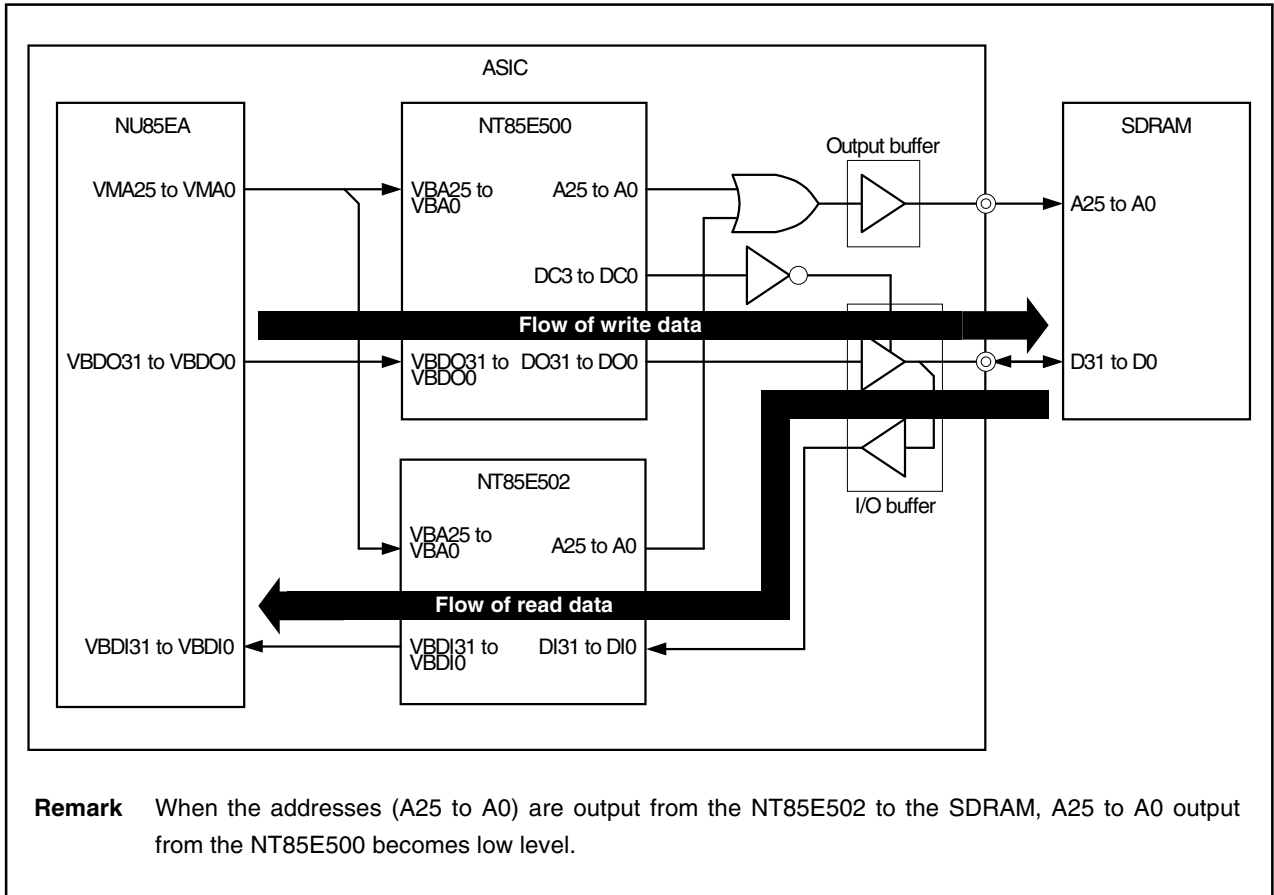 ASIC
NU85EA
NT85E500
SDRAM
Output buffer
VMA25 to VMA0
VBA25 to
VBA0
A25 to A0
A25 to A0
DC3 to DC0
Flow of write data
VBDO31 to VBDO0
VBDO31 to
VBDO0
DO31 to DO0
D31 to D0
NT85E502
I/O buffer
VBA25 to
VBA0
A25 to A0
Flow of read data
VBDI31 to VBDI0
VBDI31 to
VBDI0
DI31 to DI0
Remark When the addresses (A25 to A0) are output from the NT85E502 to the SDRAM, A25 to A0 output
from the NT85E500 becomes low level.